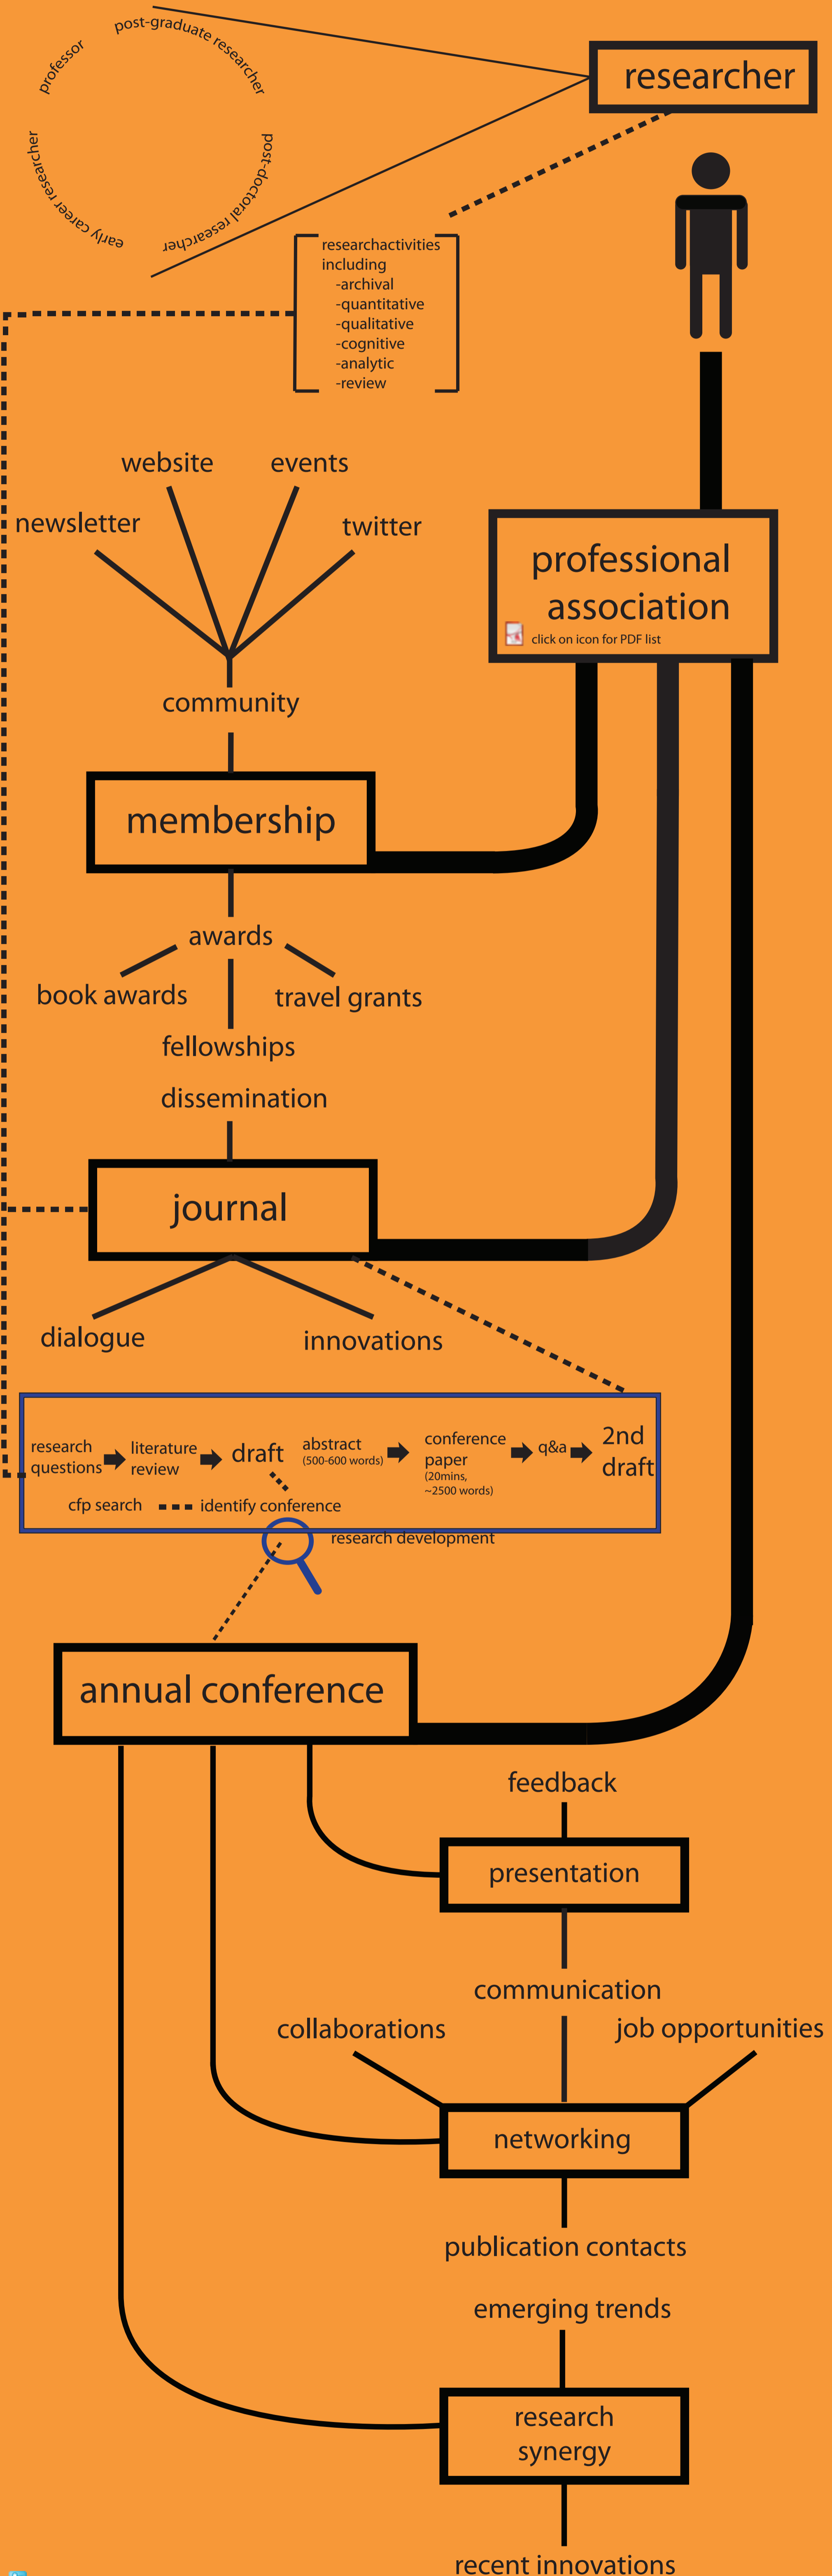 professor
post-graduate researcher
researcher
early career researcher
post-doctoral researcher
researchactivities
including
-archival
-quantitative
-qualitative
-cognitive
-analytic
-review
website
events
newsletter
twitter
professional
association
click on icon for PDF list
community
membership
awards
book awards
travel grants
fellowships
dissemination
journal
dialogue
innovations
research
questions
literature
review
draft
abstract
(500-600 words)
conference
paper
(20mins,
~2500 words)
q&a
2nd
draft
cfp search
identify conference
research development
annual conference
feedback
presentation
communication
collaborations
job opportunities
networking
publication contacts
emerging trends
research
synergy
recent innovations